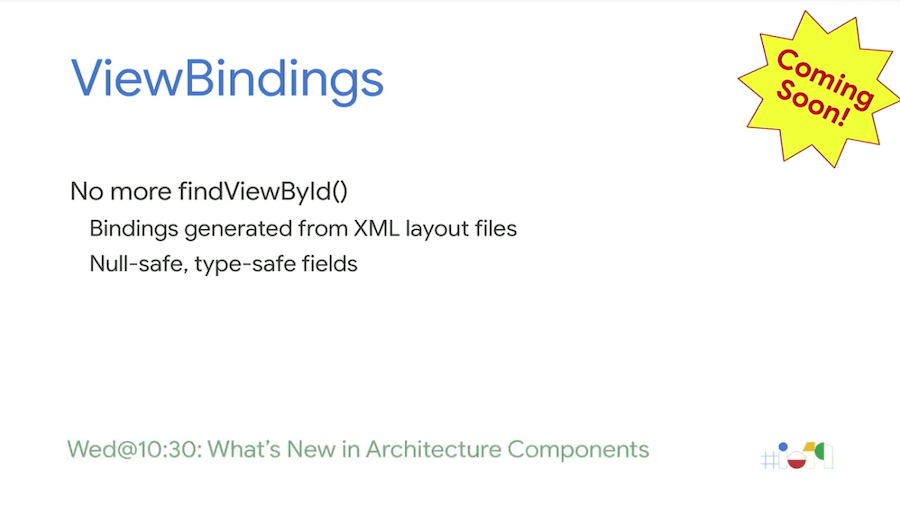 ViewBindings
Coming
Soon!
No more findViewById()
Bindings generated from XML layout files
Null-safe, type-safe fields
Wed@10:30: What's New in Architecture Components
#io19